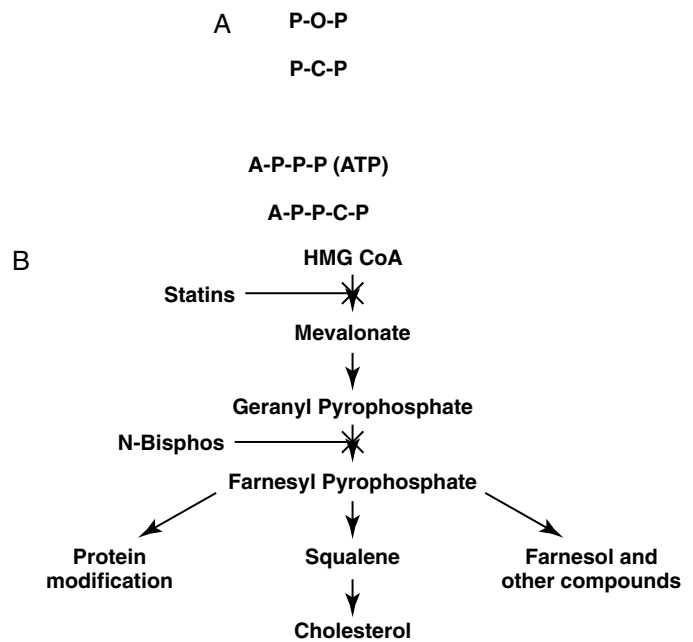 A
P-O-P
P-C-P
A-P-P-P (ATP)
A-P-P-C-P
B
HMG CoA
Statins
Mevalonate
Geranyl Pyrophosphate
N-Bisphos
Farnesyl Pyrophosphate
Protein
modification
Squalene
Farnesol and
other compounds
Cholesterol